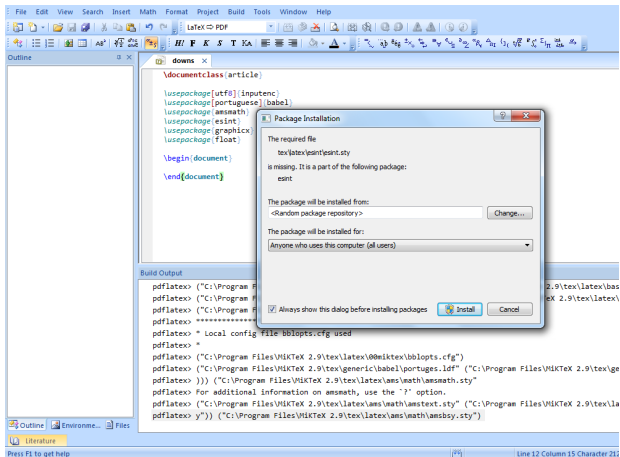 File Edit View Search Insert Math Format Project Build Tools Window Help
LaTeX ⇨ PDF
H! F K S T KA
Outline
downs ×
\documentclass{article}
\usepackage[utf8]{inputenc}
\usepackage[portuguese]{babel}
\usepackage{amsmath}
\usepackage{esint}
\usepackage{graphicx}
\usepackage{float}
\begin{document}
\end{document}
Package Installation
The required file
tex\latex\esint\esint.sty
is missing. It is a part of the following package:
esint
The package will be installed from:
<Random package repository>
Change...
The package will be installed for:
Anyone who uses this computer (all users)
Always show this dialog before installing packages
Install
Cancel
Build Output
pdflatex> ("C:\Program F 2.9\tex\latex\bas
pdflatex> ("C:\Program F eX 2.9\tex\latex\
pdflatex> ("C:\Program F
pdflatex> **************
pdflatex> * Local config file bblopts.cfg used
pdflatex> *
pdflatex> ("C:\Program Files\MiKTeX 2.9\tex\latex\00miktex\bblopts.cfg")
pdflatex> ("C:\Program Files\MiKTeX 2.9\tex\generic\babel\portuges.ldf" ("C:\Program Files\MiKTeX 2.9\tex\ge
pdflatex> ))) ("C:\Program Files\MiKTeX 2.9\tex\latex\ams\math\amsmath.sty"
pdflatex> For additional information on amsmath, use the `?' option.
pdflatex> ("C:\Program Files\MiKTeX 2.9\tex\latex\ams\math\amstext.sty" ("C:\Program Files\MiKTeX 2.9\tex\la
pdflatex> y")) ("C:\Program Files\MiKTeX 2.9\tex\latex\ams\math\amsbsy.sty")
Outline Environme... Files
Literature
Press F1 to get help
Line 12 Column 15 Character 212